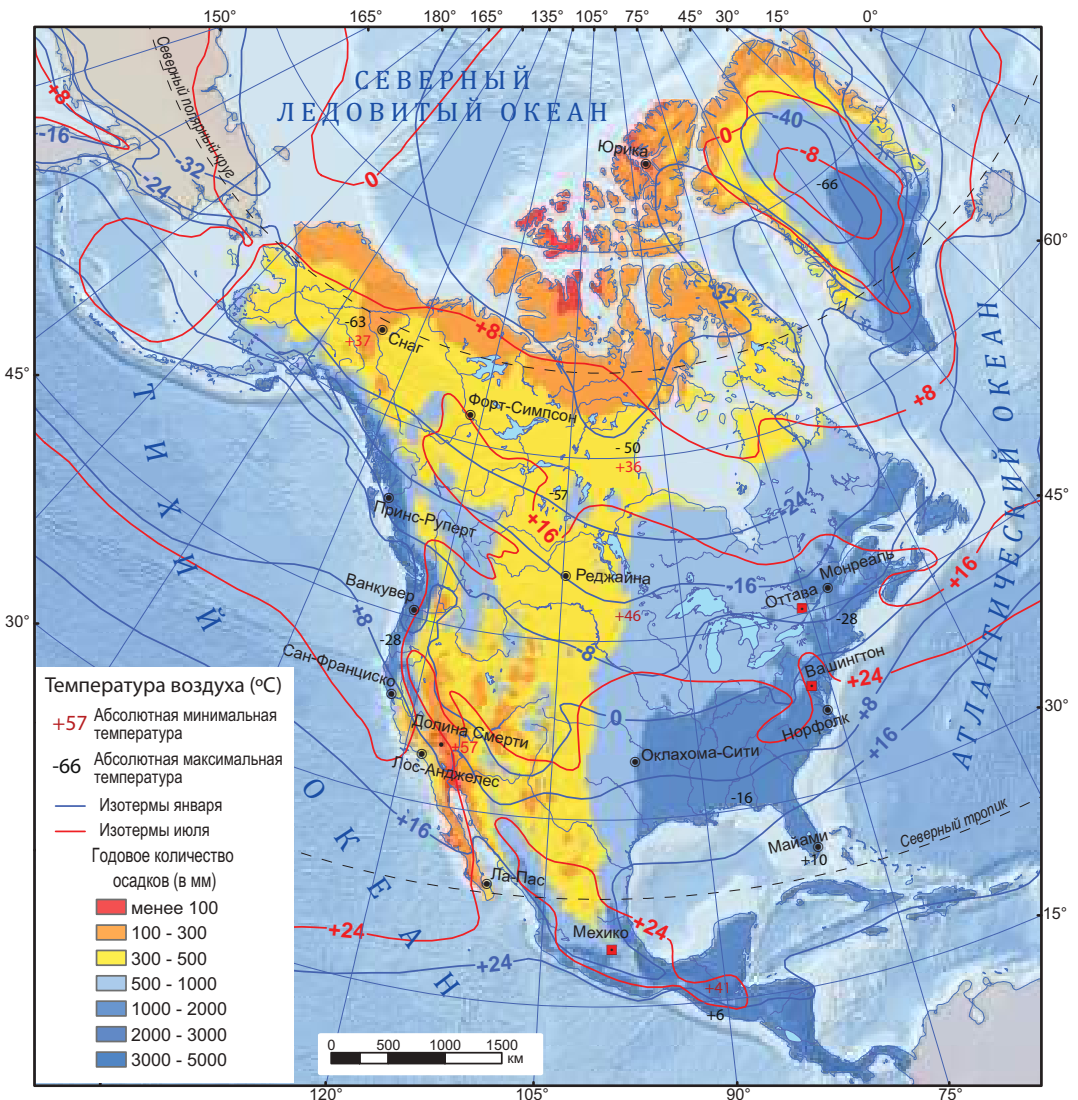 150° 165° 180° 165° 135° 105° 75° 45° 30° 15° 0°
СЕВЕРНЫЙ
ЛЕДОВИТЫЙ ОКЕАН
Северный полярный круг
+8
-16
-32
-24
0
Юрика
0
-40
-8
-66
60°
-32
+8
-63
+37
Снаг
45°
+8
Форт-Симпсон
- 50
+36
-57
-24
45°
+16
Принс-Руперт
ТИХИЙ ОКЕАН
АТЛАНТИЧЕСКИЙ ОКЕАН
Реджайна
-16
Монреаль
Оттава
+16
Ванкувер
+8
+46
-28
30°
-28
-8
Вашингтон
+24
Сан-Франциско
0
+8
Норфолк
30°
+16
Долина Смерти
+57
Лос-Анджелес
Оклахома-Сити
-16
+16
Северный тропик
Майами
+10
Ла-Пас
15°
+24
Мехико
+24
+24
+41
+6
Температура воздуха (ºС)
+57 Абсолютная минимальная
температура
-66 Абсолютная максимальная
температура
Изотермы января
Изотермы июля
Годовое количество
осадков (в мм)
менее 100
100 - 300
300 - 500
500 - 1000
1000 - 2000
2000 - 3000
3000 - 5000
0 500 1000 1500
км
120° 105° 90° 75°